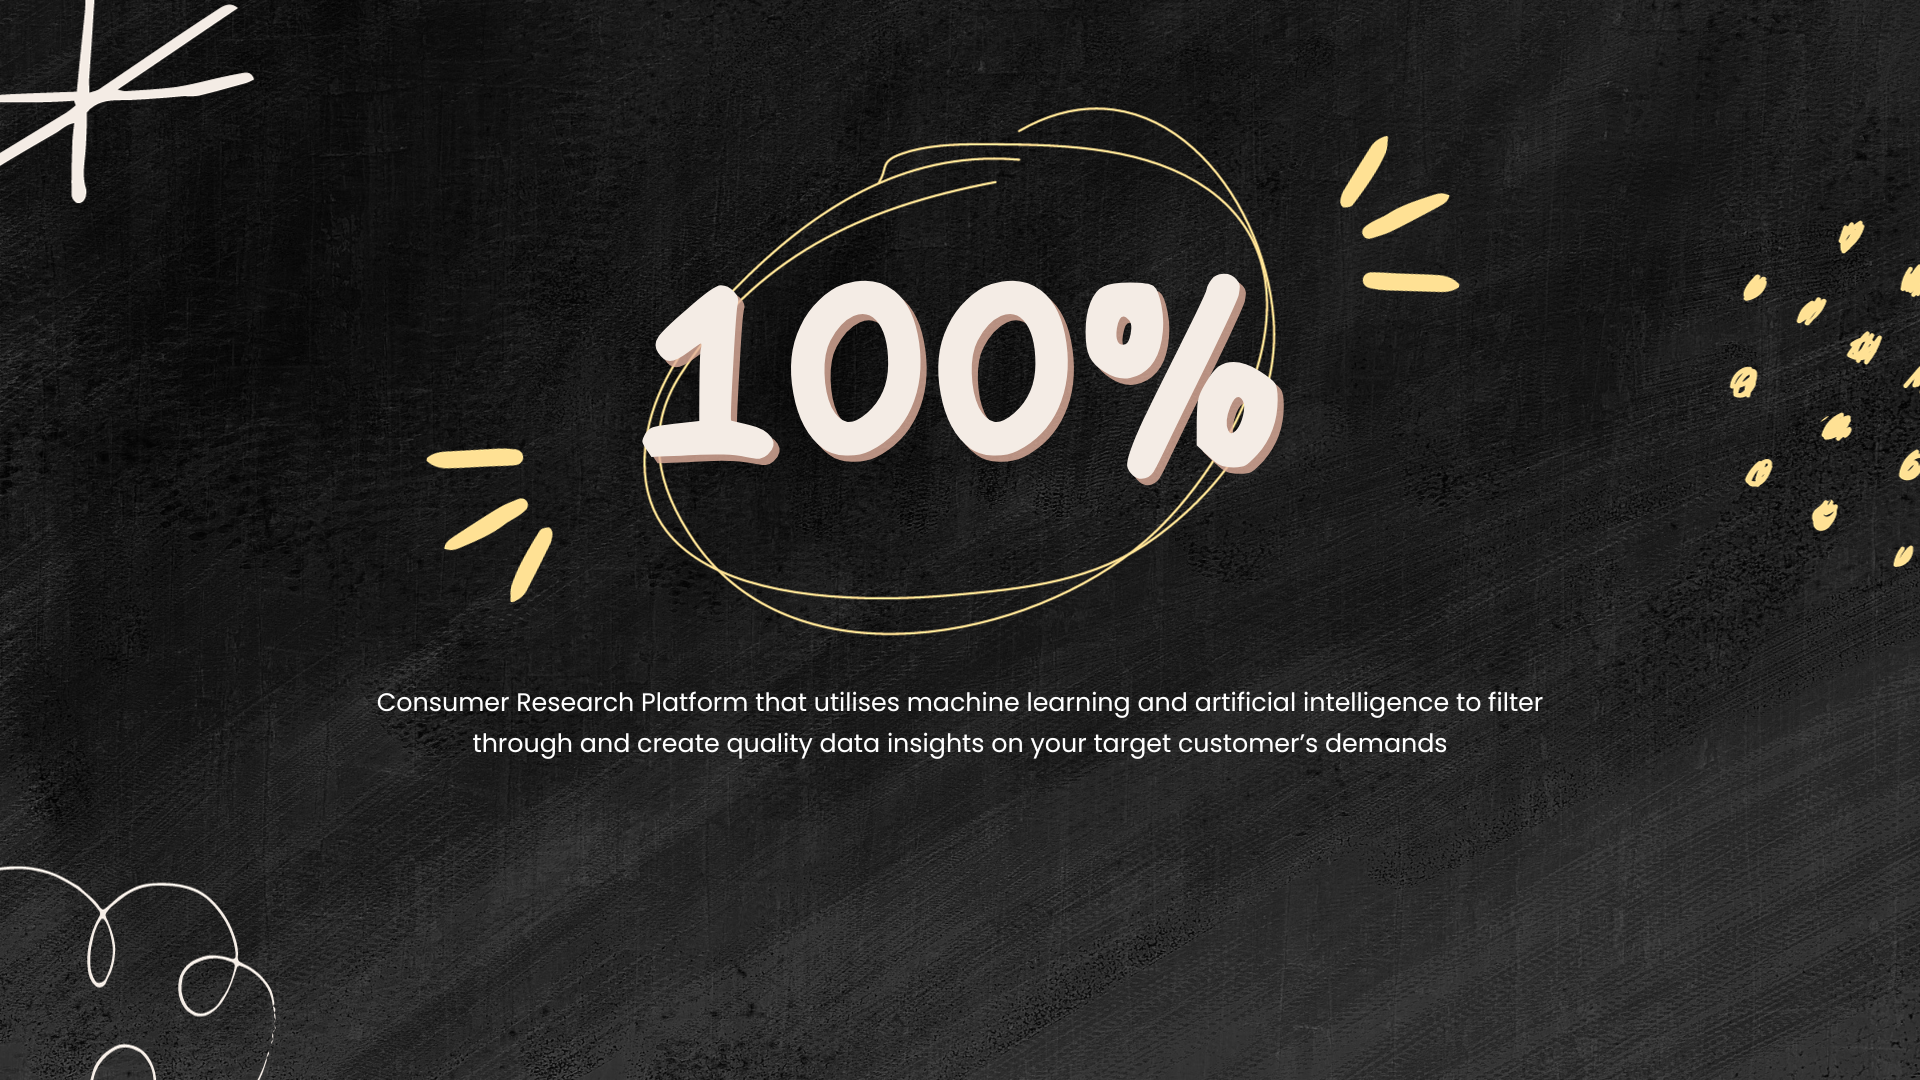 100%
Consumer Research Platform that utilises machine learning and artificial intelligence to filter
through and create quality data insights on your target customer’s demands